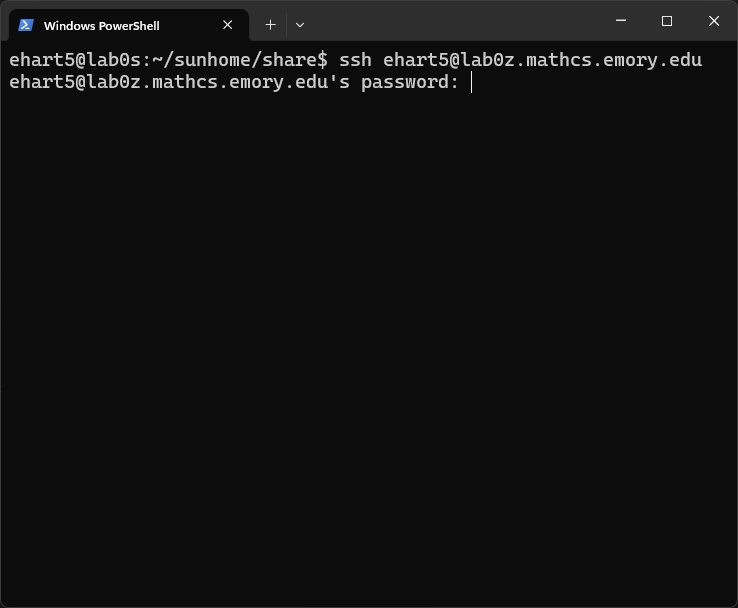 Windows PowerShell
ehart5@lab0s:~/sunhome/share$ ssh ehart5@lab0z.mathcs.emory.edu
ehart5@lab0z.mathcs.emory.edu's password: